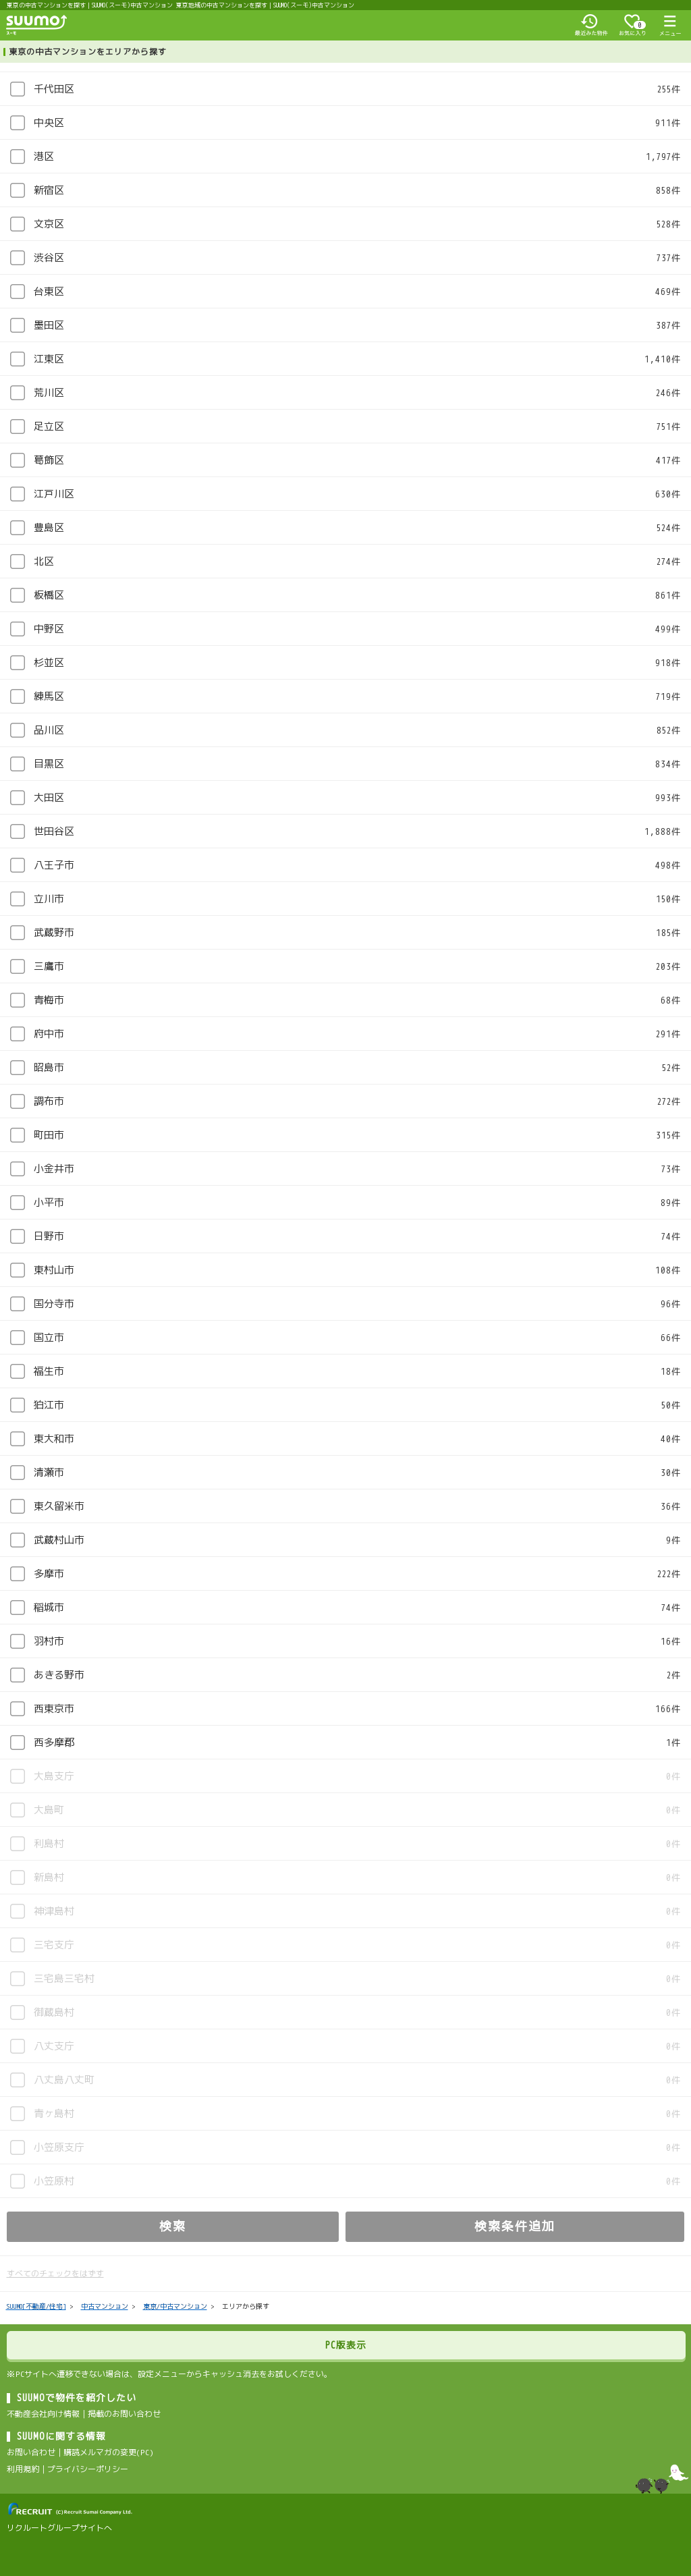 東京の中古マンションを探す | SUUMO(スーモ)中古マンション 東京地域の中古マンションを探す | SUUMO(スーモ)中古マンション
SUUMO
スーモ
最近みた物件
0
お気に入り
メニュー
東京の中古マンションをエリアから探す
千代田区 255件
中央区 911件
港区 1,797件
新宿区 858件
文京区 528件
渋谷区 737件
台東区 469件
墨田区 387件
江東区 1,410件
荒川区 246件
足立区 751件
葛飾区 417件
江戸川区 630件
豊島区 524件
北区 274件
板橋区 861件
中野区 499件
杉並区 918件
練馬区 719件
品川区 852件
目黒区 834件
大田区 993件
世田谷区 1,888件
八王子市 498件
立川市 150件
武蔵野市 185件
三鷹市 203件
青梅市 68件
府中市 291件
昭島市 52件
調布市 272件
町田市 315件
小金井市 73件
小平市 89件
日野市 74件
東村山市 108件
国分寺市 96件
国立市 66件
福生市 18件
狛江市 50件
東大和市 40件
清瀬市 30件
東久留米市 36件
武蔵村山市 9件
多摩市 222件
稲城市 74件
羽村市 16件
あきる野市 2件
西東京市 166件
西多摩郡 1件
大島支庁 0件
大島町 0件
利島村 0件
新島村 0件
神津島村 0件
三宅支庁 0件
三宅島三宅村 0件
御蔵島村 0件
八丈支庁 0件
八丈島八丈町 0件
青ヶ島村 0件
小笠原支庁 0件
小笠原村 0件
検索
検索条件追加
すべてのチェックをはずす
SUUMO[不動産/住宅] > 中古マンション > 東京/中古マンション > エリアから探す
PC版表示
※PCサイトへ遷移できない場合は、設定メニューからキャッシュ消去をお試しください。
SUUMOで物件を紹介したい
不動産会社向け情報 | 掲載のお問い合わせ
SUUMOに関する情報
お問い合わせ | 購読メルマガの変更(PC)
利用規約 | プライバシーポリシー
RECRUIT (C) Recruit Sumai Company Ltd.
リクルートグループサイトへ